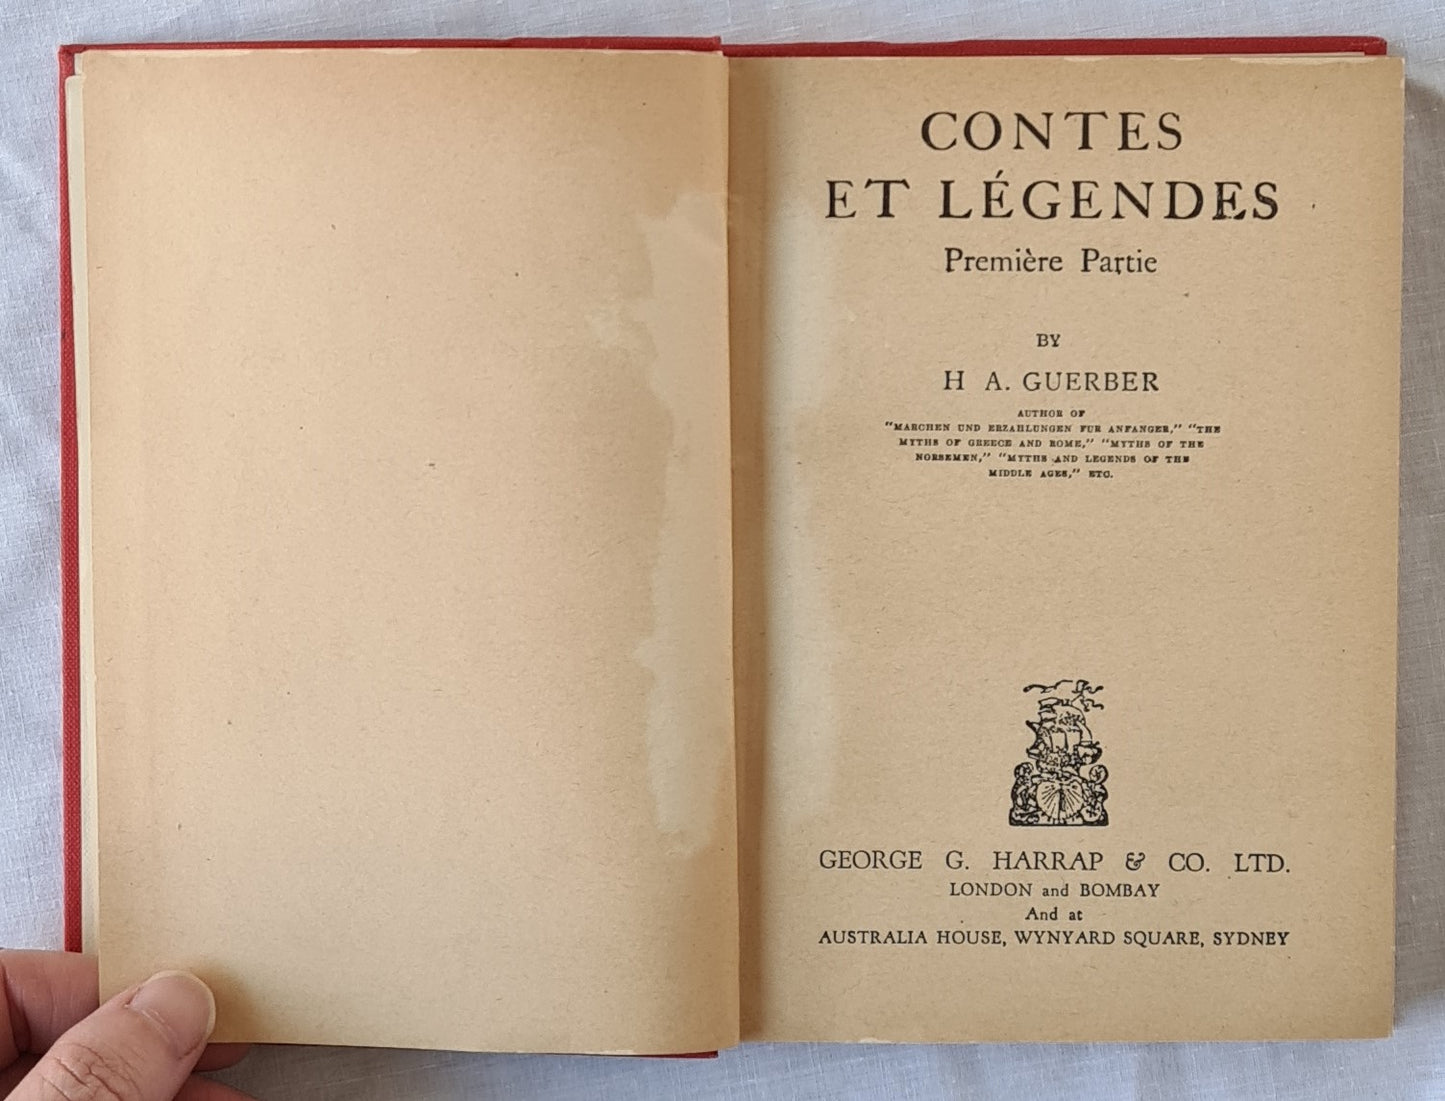 CONTES
ET LÉGENDES
Première Partie
BY
H A. GUERBER
AUTHOR OF
"MARCHEN UND ERZAHLUNGEN FUR ANFANGER," "THE
MYTHS OF GREECE AND ROME," "MYTHS OF THE
NORSEMEN," "MYTHS AND LEGENDS OF THE
MIDDLE AGES," ETC.
GEORGE G. HARRAP & CO. LTD.
LONDON and BOMBAY
And at
AUSTRALIA HOUSE, WYNYARD SQUARE, SYDNEY